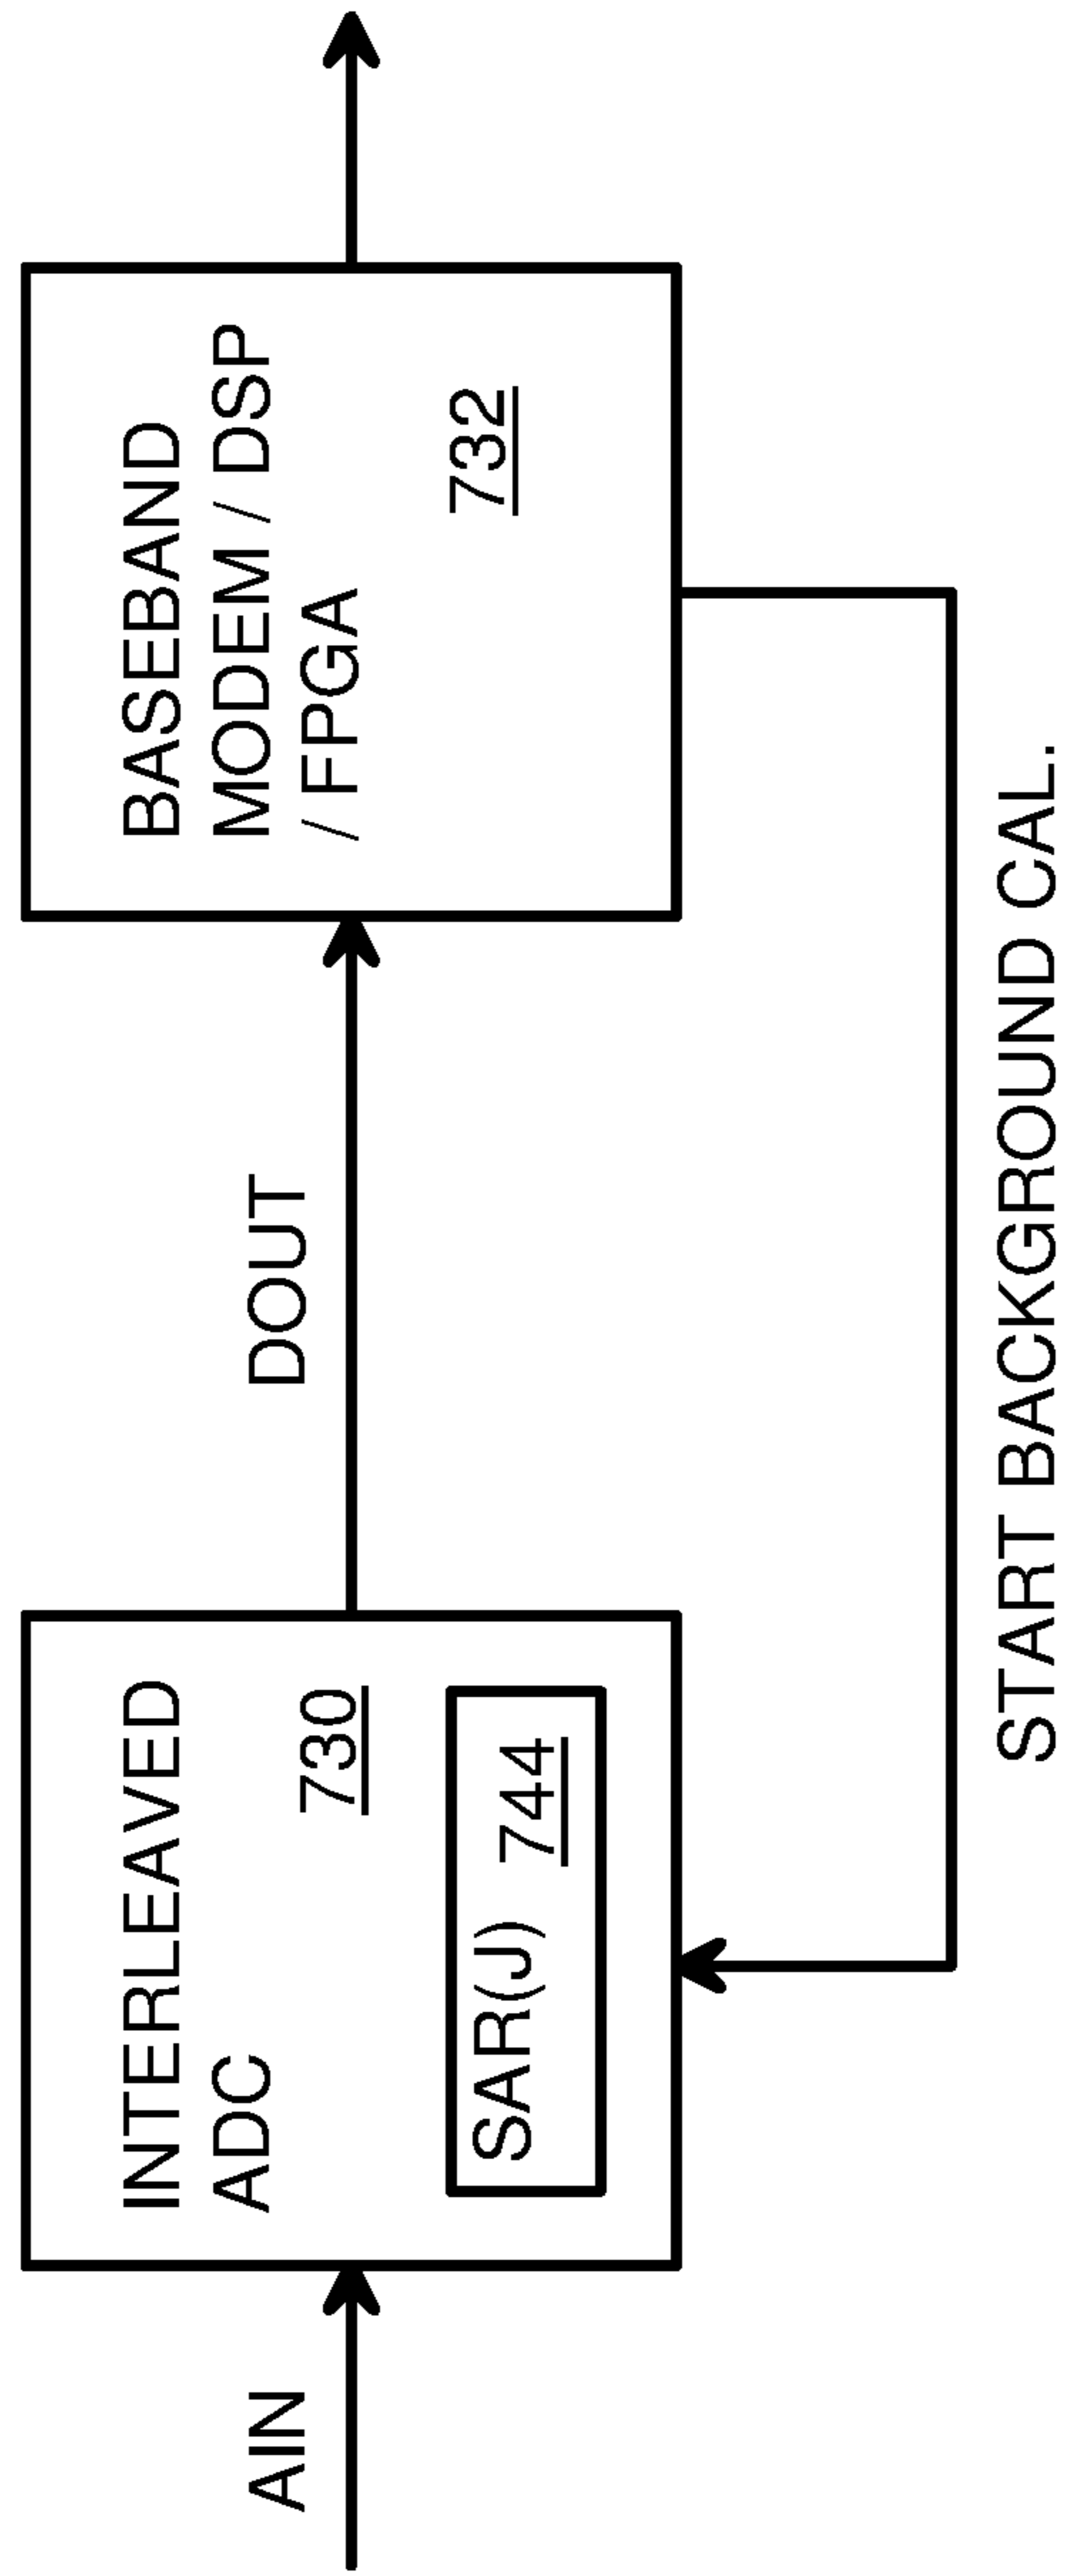 AIN
INTERLEAVED
ADC
730
SAR(J) 744
DOUT
BASEBAND
MODEM / DSP
/ FPGA
732
START BACKGROUND CAL.